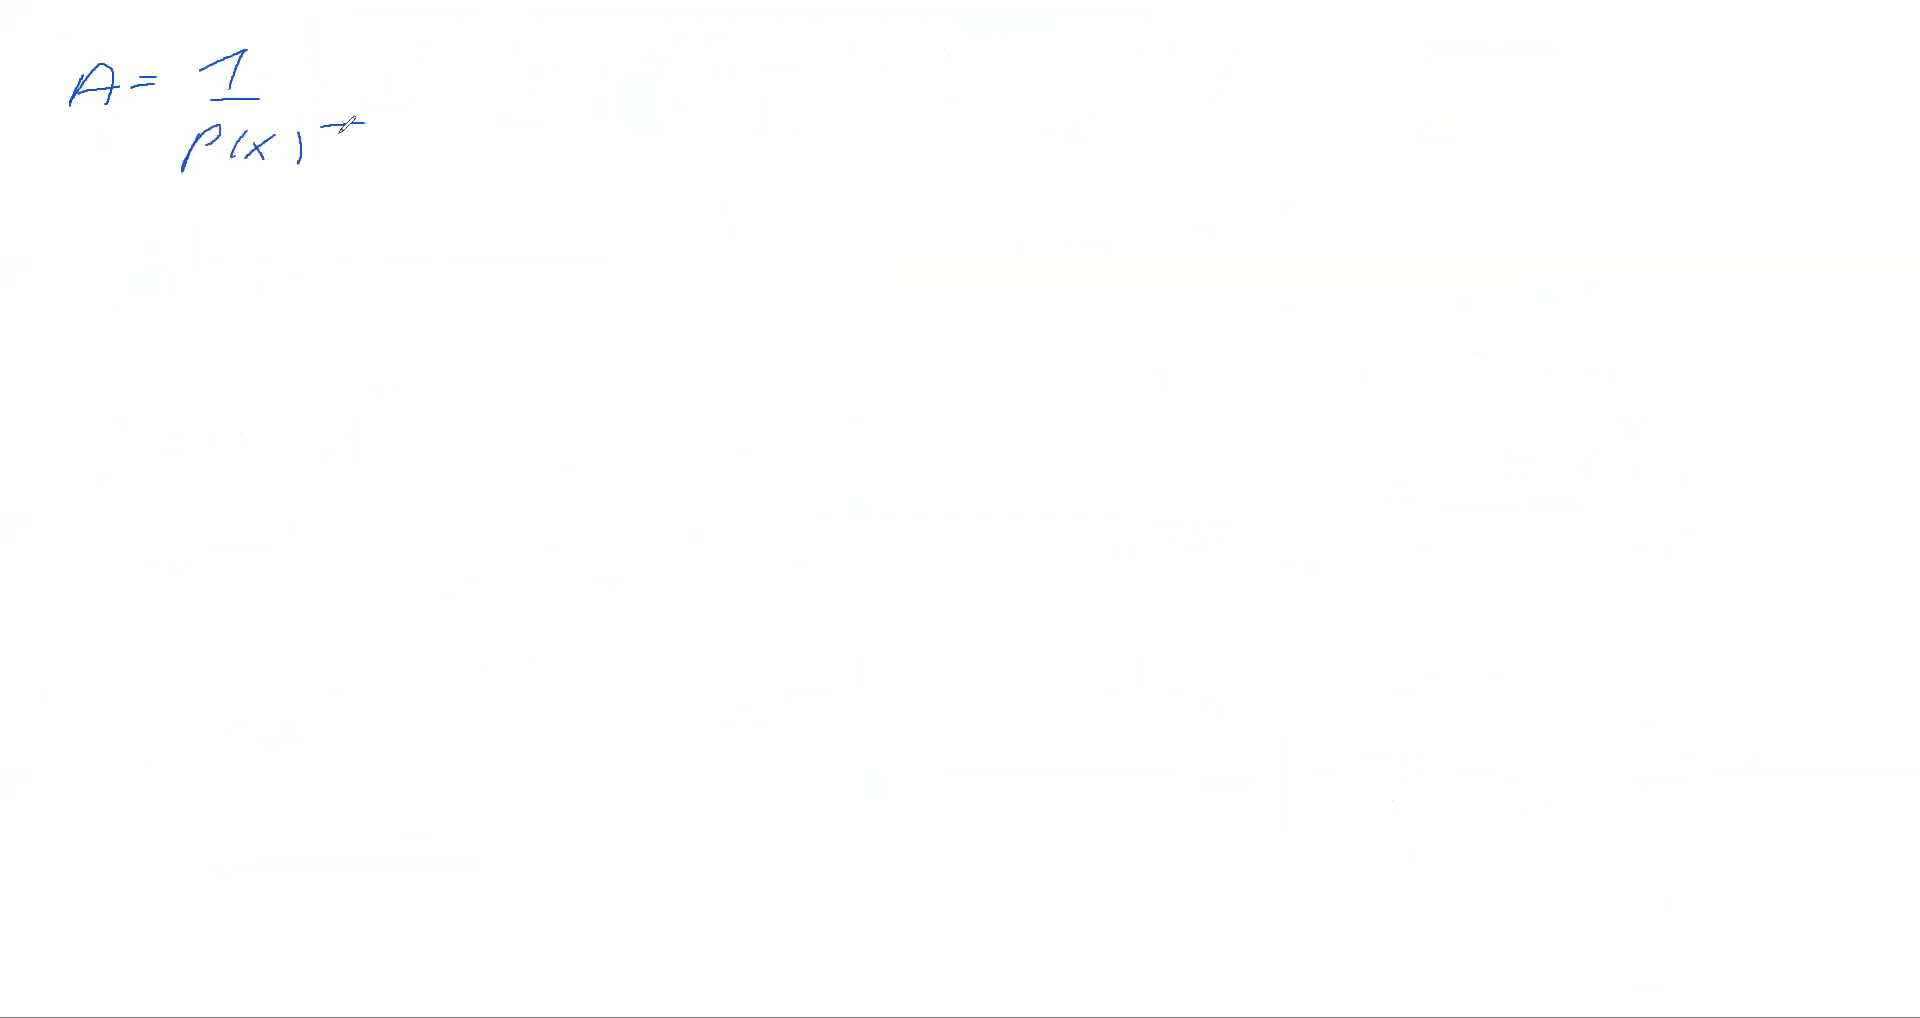 A = 1
P(x) -